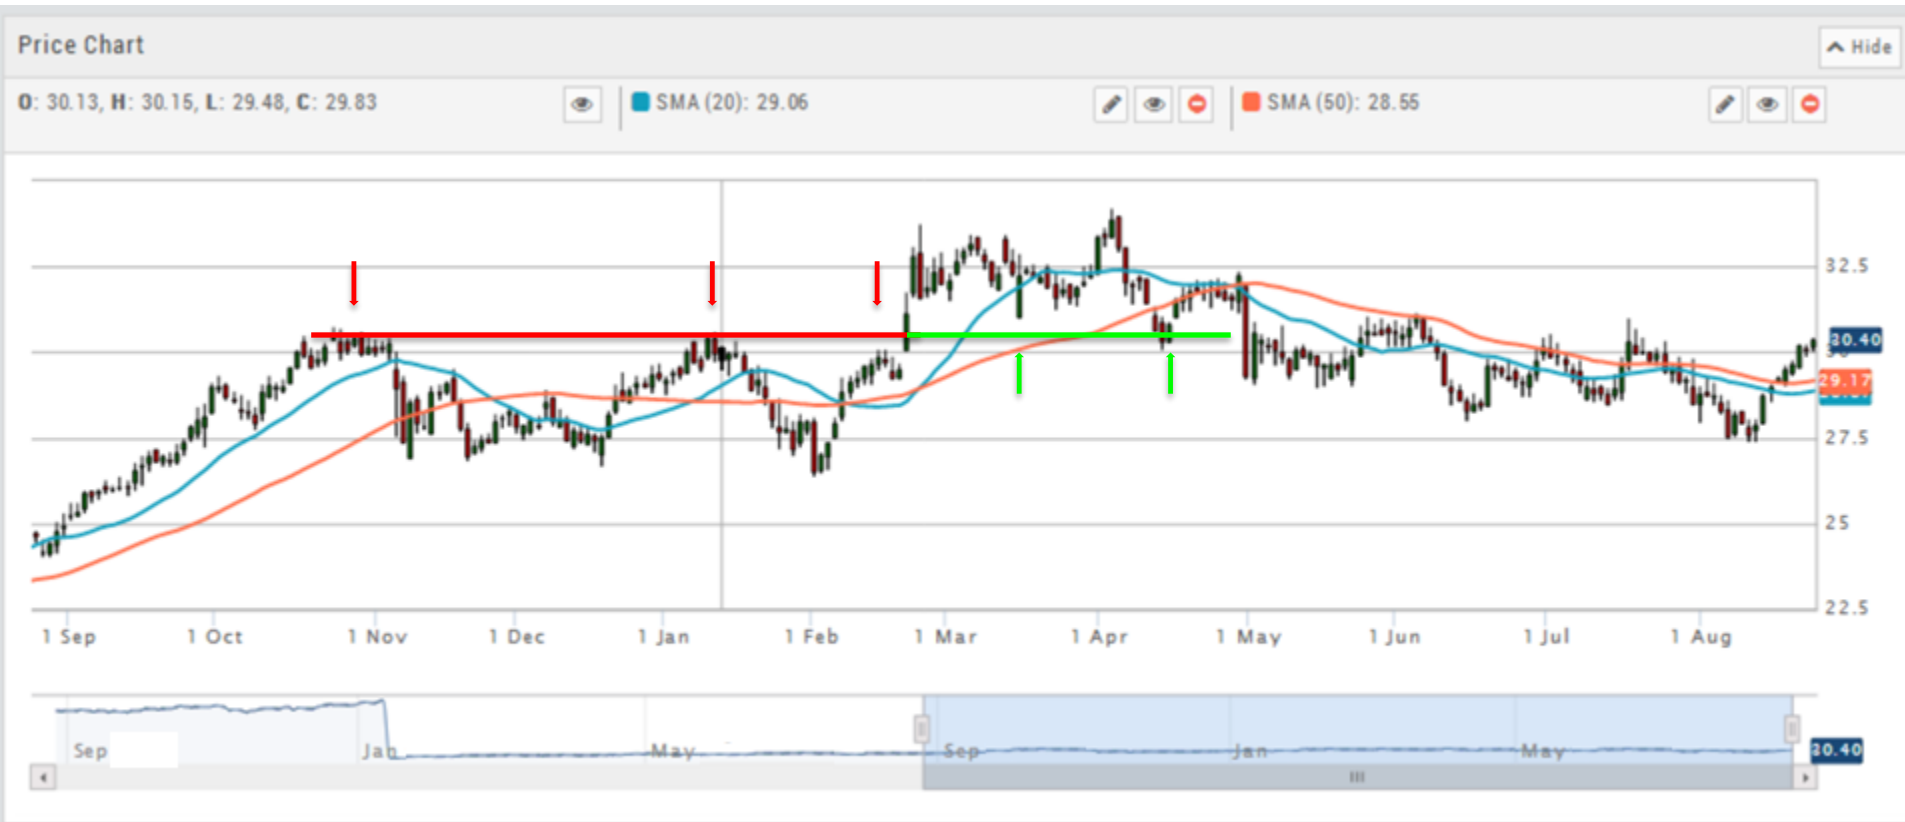 Price Chart
Hide
O: 30.13, H: 30.15, L: 29.48, C: 29.83
SMA (20): 29.06
SMA (50): 28.55
32.5
30.40
29.17
27.5
25
22.5
1 Sep 1 Oct 1 Nov 1 Dec 1 Jan 1 Feb 1 Mar 1 Apr 1 May 1 Jun 1 Jul 1 Aug
Sep Jan May Sep Jan May 30.40